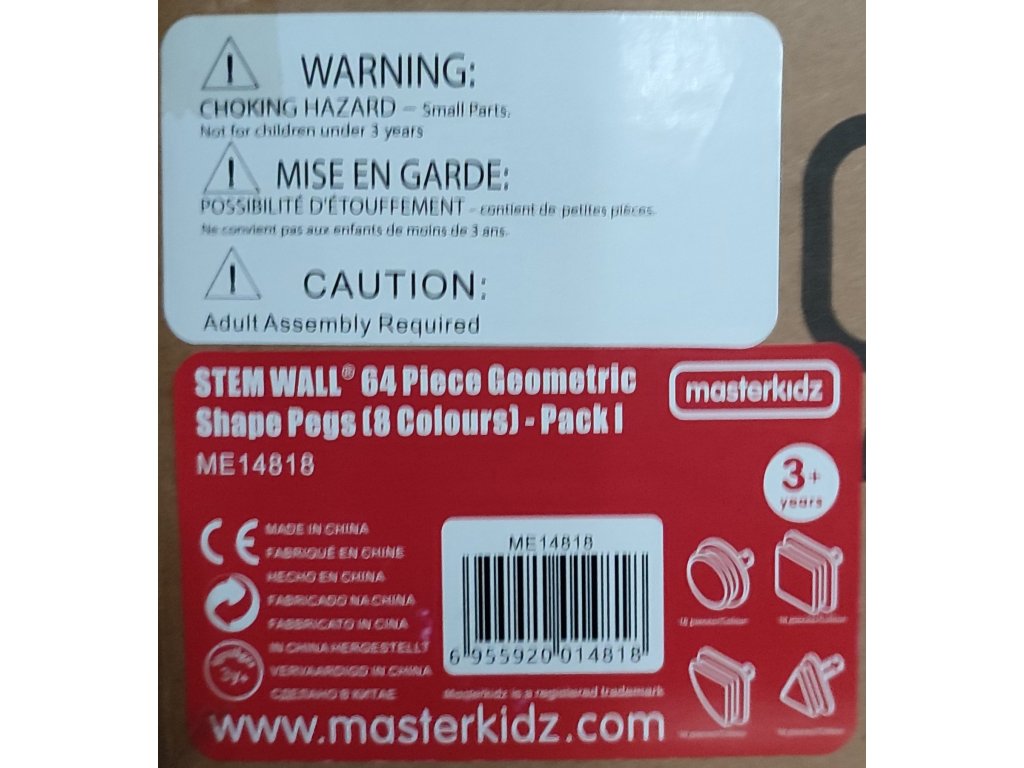 WARNING:
CHOKING HAZARD – Small Parts.
Not for children under 3 years
MISE EN GARDE:
POSSIBILITÉ D'ÉTOUFFEMENT - contient de petites pièces.
Ne convient pas aux enfants de moins de 3 ans.
CAUTION:
Adult Assembly Required
STEM WALL® 64 Piece Geometric
Shape Pegs (8 Colours) - Pack I
ME14818
masterkidz
3+
years
CE
MADE IN CHINA
FABRIQUÉ EN CHINE
HECHO EN CHINA
FABRICADO NA CHINA
FABBRICATO IN CINA
IN CHINA HERGESTELLT
VERVAARDIGD IN CHINA
СДЕЛАНО В КИТАЕ
3y+
ME14818
6 955920 014818
Masterkidz is a registered trademark
www.masterkidz.com